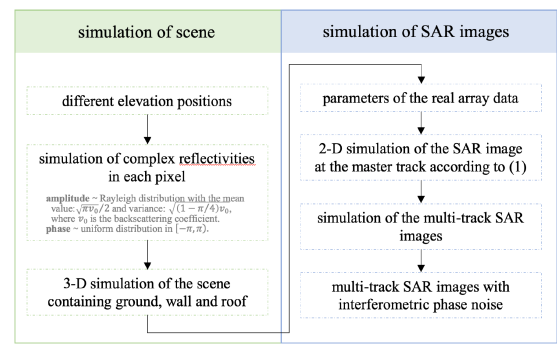 simulation of scene
different elevation positions
simulation of complex reflectivities
in each pixel
amplitude ~ Rayleigh distribution with the mean
value: √πv₀/2 and variance: √(1 − π/4)v₀,
where v₀ is the backscattering coefficient.
phase ~ uniform distribution in [−π, π).
3-D simulation of the scene
containing ground, wall and roof
simulation of SAR images
parameters of the real array data
2-D simulation of the SAR image
at the master track according to (1)
simulation of the multi-track SAR
images
multi-track SAR images with
interferometric phase noise